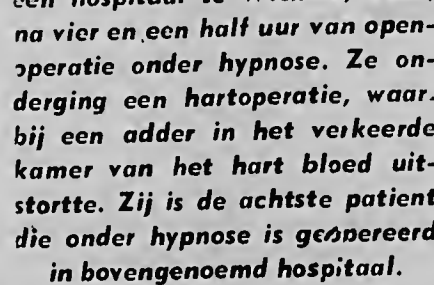 een hospitaal te
na vier en een half uur van open-
operatie onder hypnose. Ze on-
derging een hartoperatie, waar-
bij een adder in het verkeerde
kamer van het hart bloed uit-
stortte. Zij is de achtste patient
die onder hypnose is geopereerd
in bovengenoemd hospitaal.